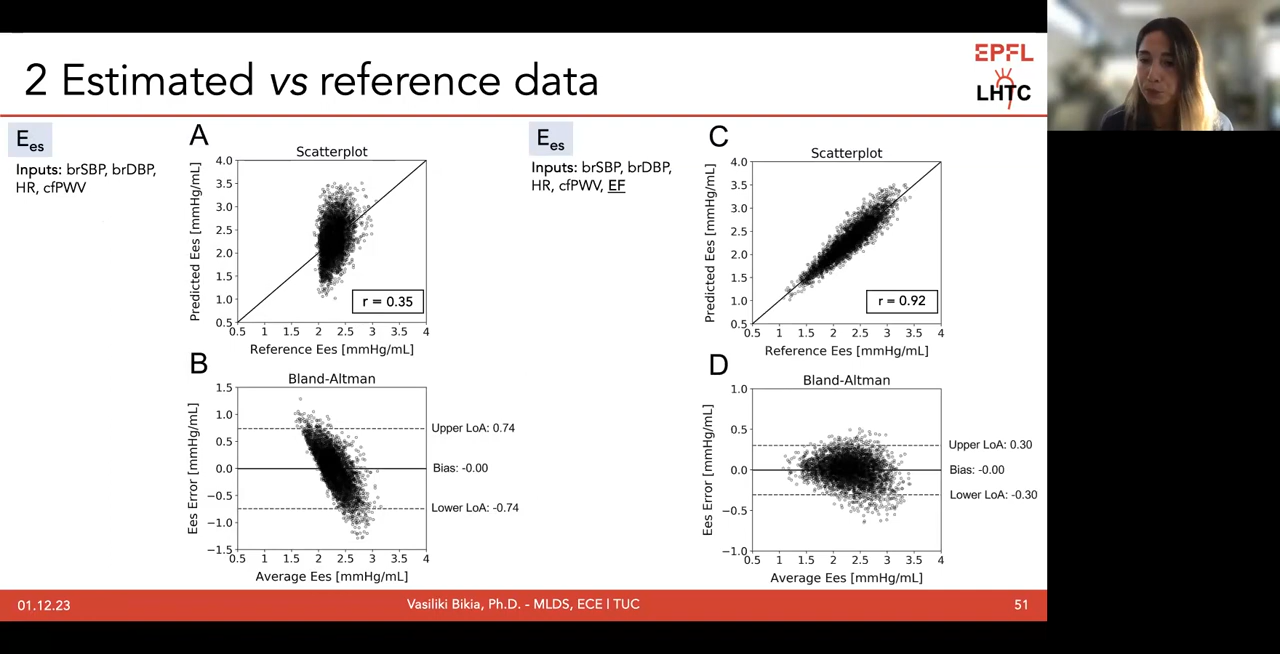 2 Estimated vs reference data
EPFL
LHTC
Ees
Inputs: brSBP, brDBP,
HR, cfPWV
A
Scatterplot
Predicted Ees [mmHg/mL]
4.0
3.5
3.0
2.5
2.0
1.5
1.0
0.5
r = 0.35
0.5 1 1.5 2 2.5 3 3.5 4
Reference Ees [mmHg/mL]
B
Bland-Altman
Ees Error [mmHg/mL]
1.5
1.0
0.5
0.0
−0.5
−1.0
−1.5
Upper LoA: 0.74
Bias: -0.00
Lower LoA: -0.74
0.5 1 1.5 2 2.5 3 3.5 4
Average Ees [mmHg/mL]
Ees
Inputs: brSBP, brDBP,
HR, cfPWV, EF
C
Scatterplot
Predicted Ees [mmHg/mL]
4.0
3.5
3.0
2.5
2.0
1.5
1.0
0.5
r = 0.92
0.5 1 1.5 2 2.5 3 3.5 4
Reference Ees [mmHg/mL]
D
Bland-Altman
Ees Error [mmHg/mL]
1.0
0.5
0.0
−0.5
−1.0
Upper LoA: 0.30
Bias: -0.00
Lower LoA: -0.30
0.5 1 1.5 2 2.5 3 3.5 4
Average Ees [mmHg/mL]
01.12.23
Vasiliki Bikia, Ph.D. - MLDS, ECE | TUC
51